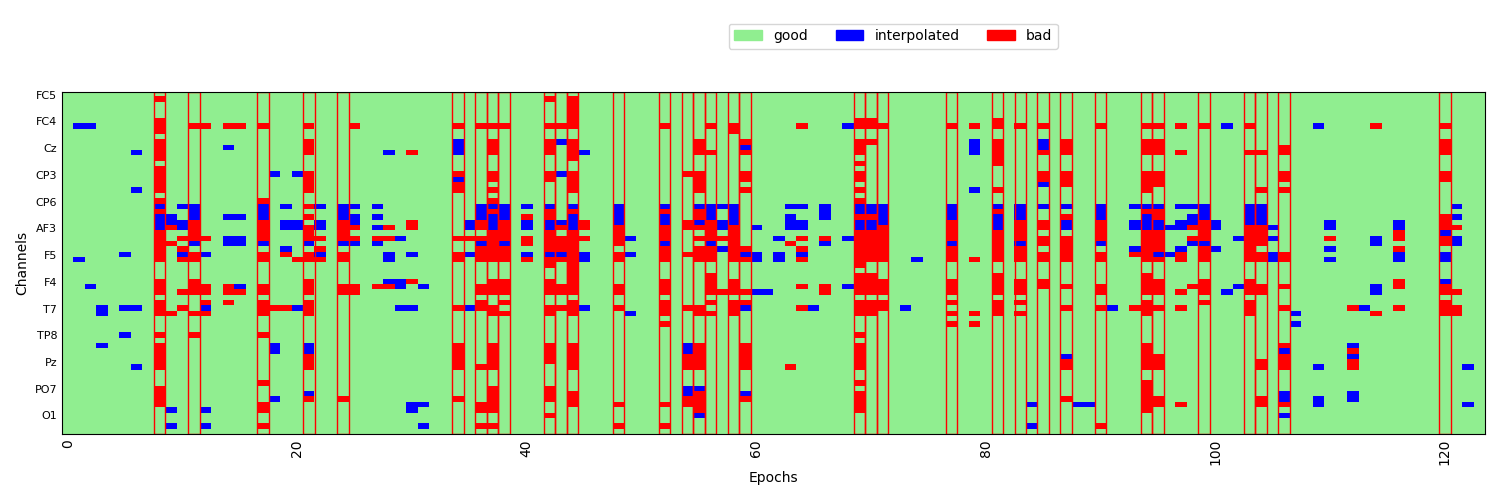 good interpolated bad
FC5
FC4
Cz
CP3
CP6
AF3
F5
F4
T7
TP8
Pz
PO7
O1
Channels
0 20 40 60 80 100 120
Epochs